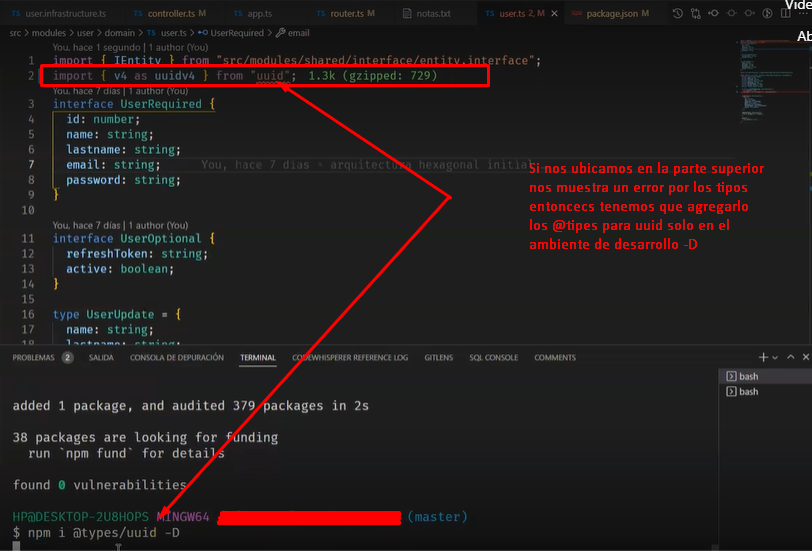 Vide
Ab
TS user.infrastructure.ts TS controller.ts M TS app.ts TS router.ts M notas.txt TS user.ts 2, M package.json M
src > modules > user > domain > TS user.ts > UserRequired > email
You, hace 1 segundo | 1 author (You)
1 import { IEntity } from "src/modules/shared/interface/entity.interface";
2 import { v4 as uuidv4 } from "uuid"; 1.3k (gzipped: 729)
You, hace 7 días | 1 author (You)
3 interface UserRequired {
4 id: number;
5 name: string;
6 lastname: string;
7 email: string; You, hace 7 días • arquitectura hexagonal initial
8 password: string;
9 }
10
Si nos ubicamos en la parte superior
nos muestra un error por los tipos
entoncecs tenemos que agregarlo
los @tipes para uuid solo en el
ambiente de desarrollo -D
You, hace 7 días | 1 author (You)
11 interface UserOptional {
12 refreshToken: string;
13 active: boolean;
14 }
15
16 type UserUpdate = {
17 name: string;
18 lastname: string;
PROBLEMAS 2 SALIDA CONSOLA DE DEPURACIÓN TERMINAL CODEWHISPERER REFERENCE LOG GITLENS SQL CONSOLE COMMENTS
bash
bash
added 1 package, and audited 379 packages in 2s
38 packages are looking for funding
run `npm fund` for details
found 0 vulnerabilities
HP@DESKTOP-2U8HOPS MINGW64 (master)
$ npm i @types/uuid -D